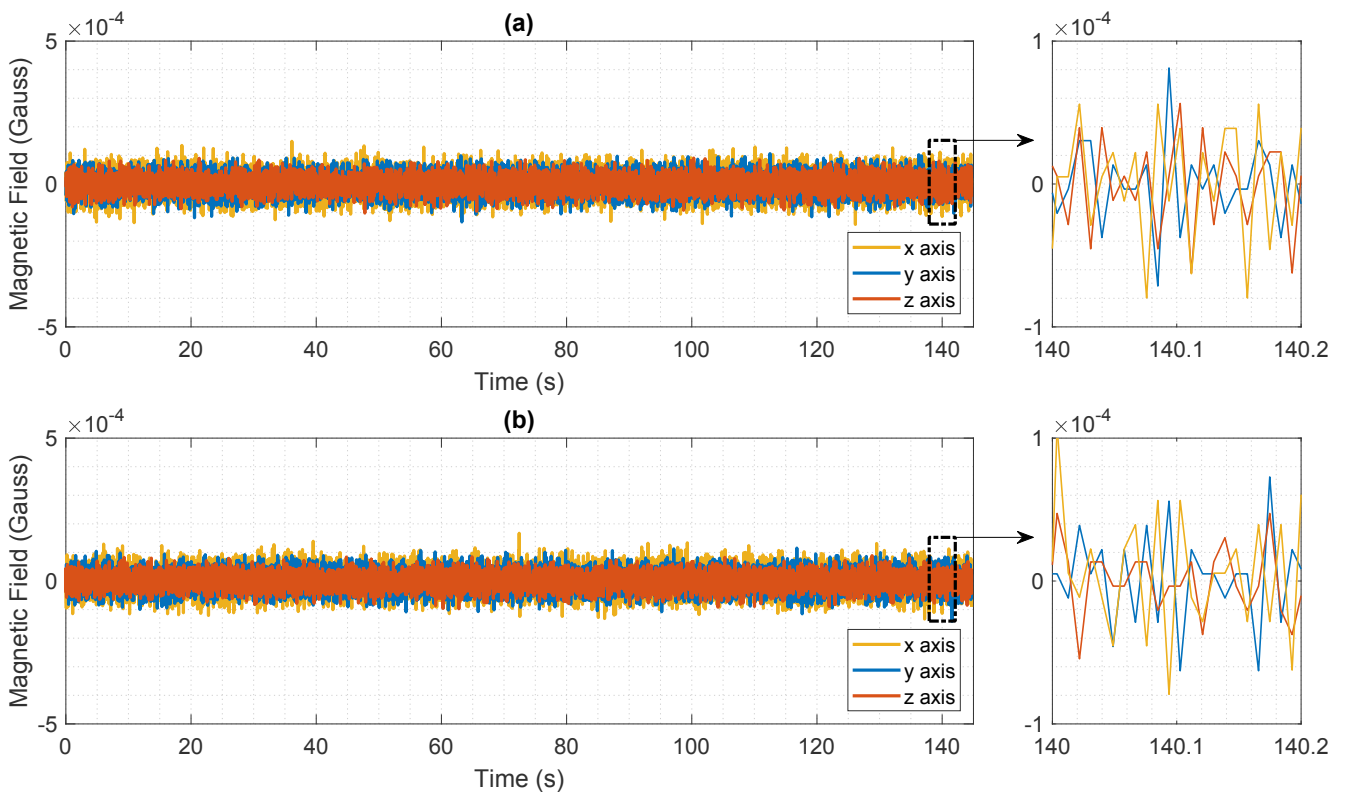 (a)
×10⁻⁴
5
0
-5
Magnetic Field (Gauss)
0 20 40 60 80 100 120 140
Time (s)
x axis
y axis
z axis
×10⁻⁴
1
0
-1
140 140.1 140.2
(b)
×10⁻⁴
5
0
-5
Magnetic Field (Gauss)
0 20 40 60 80 100 120 140
Time (s)
x axis
y axis
z axis
×10⁻⁴
1
0
-1
140 140.1 140.2